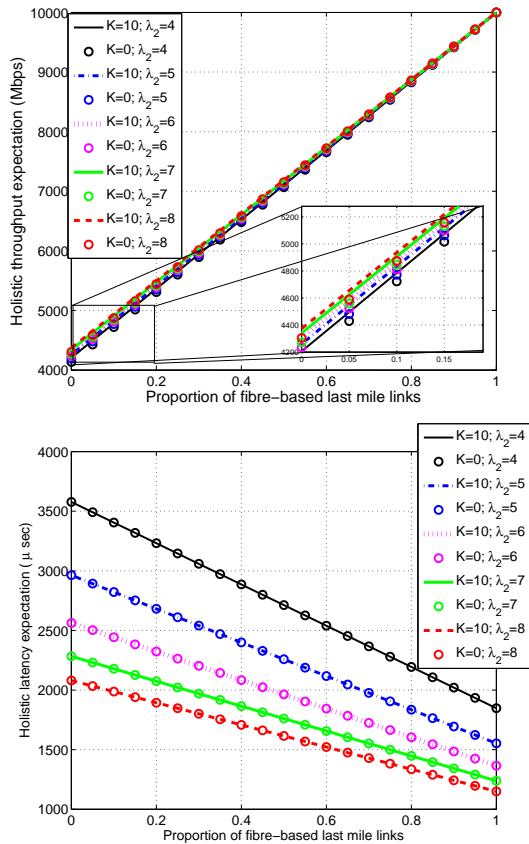 10000
9000
8000
7000
6000
5000
4000
Holistic throughput expectation (Mbps)
K=10; λ2=4
K=0; λ2=4
K=10; λ2=5
K=0; λ2=5
K=10; λ2=6
K=0; λ2=6
K=10; λ2=7
K=0; λ2=7
K=10; λ2=8
K=0; λ2=8
5200
5000
4800
4600
4400
4200
0 0.05 0.1 0.15
0 0.2 0.4 0.6 0.8 1
Proportion of fibre−based last mile links
4000
3500
3000
2500
2000
1500
1000
Holistic latency expectation ( μ sec)
K=10; λ2=4
K=0; λ2=4
K=10; λ2=5
K=0; λ2=5
K=10; λ2=6
K=0; λ2=6
K=10; λ2=7
K=0; λ2=7
K=10; λ2=8
K=0; λ2=8
0 0.2 0.4 0.6 0.8 1
Proportion of fibre−based last mile links